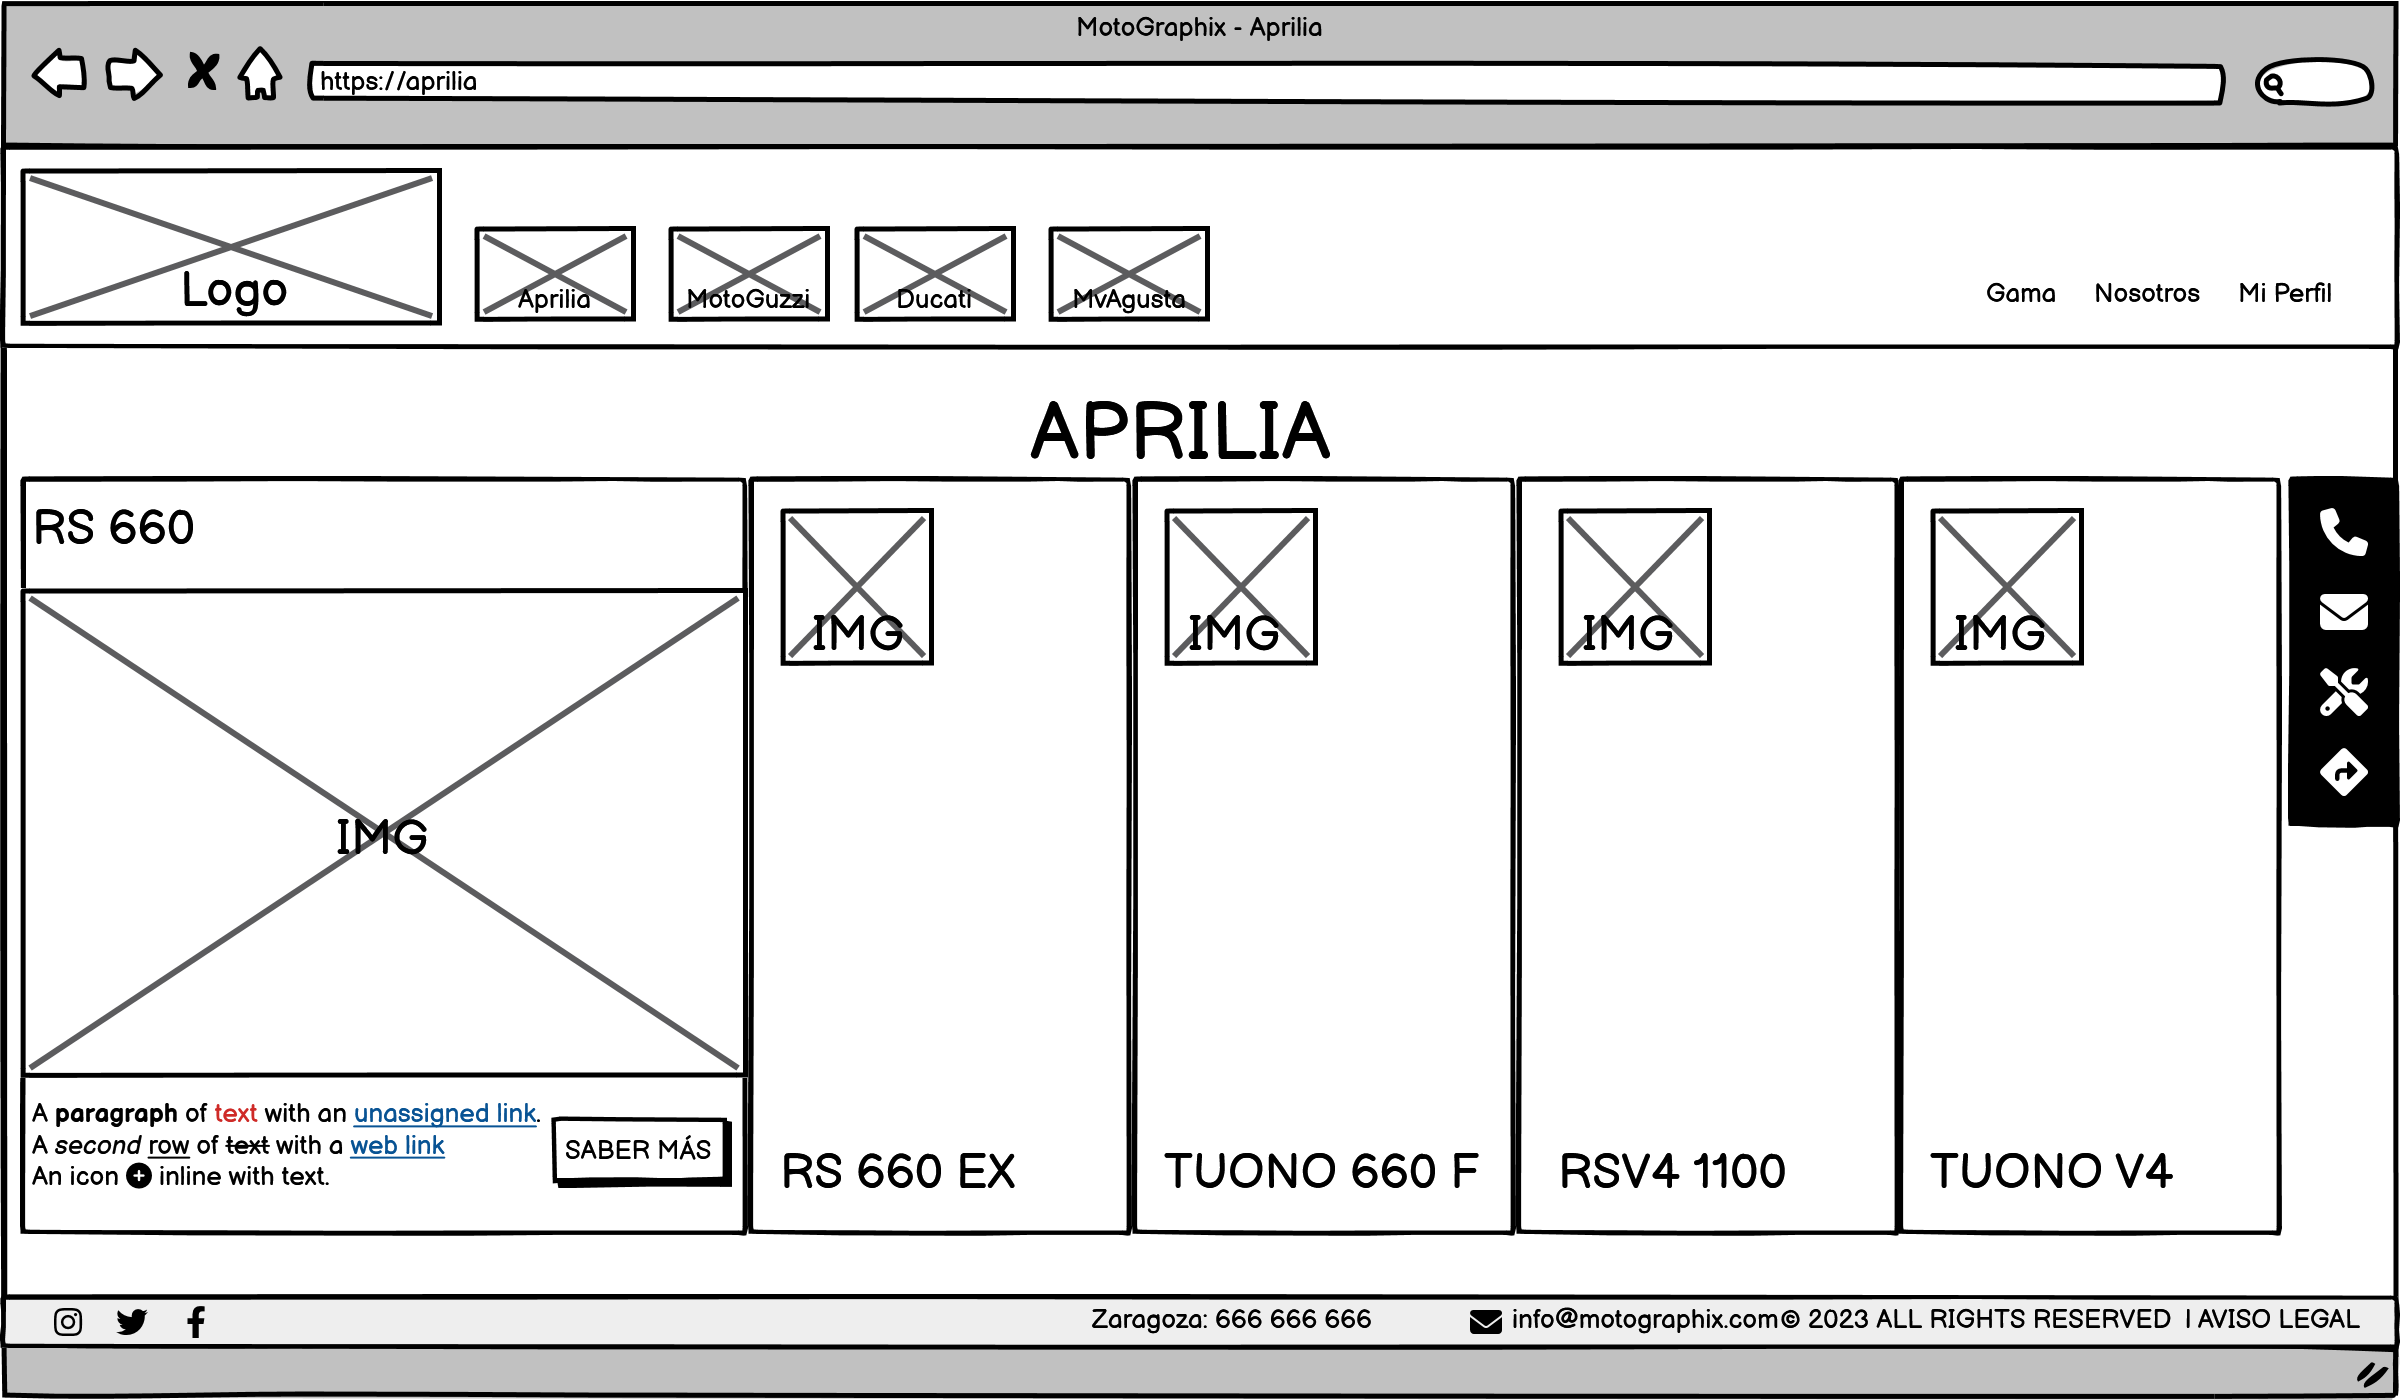 MotoGraphix - Aprilia
https://aprilia
Logo
Aprilia
MotoGuzzi
Ducati
MvAgusta
Gama
Nosotros
Mi Perfil
APRILIA
RS 660
IMG
A paragraph of text with an unassigned link.
A second row of text with a web link
An icon inline with text.
SABER MÁS
IMG
RS 660 EX
IMG
TUONO 660 F
IMG
RSV4 1100
IMG
TUONO V4
Zaragoza: 666 666 666
info@motographix.com
© 2023 ALL RIGHTS RESERVED | AVISO LEGAL